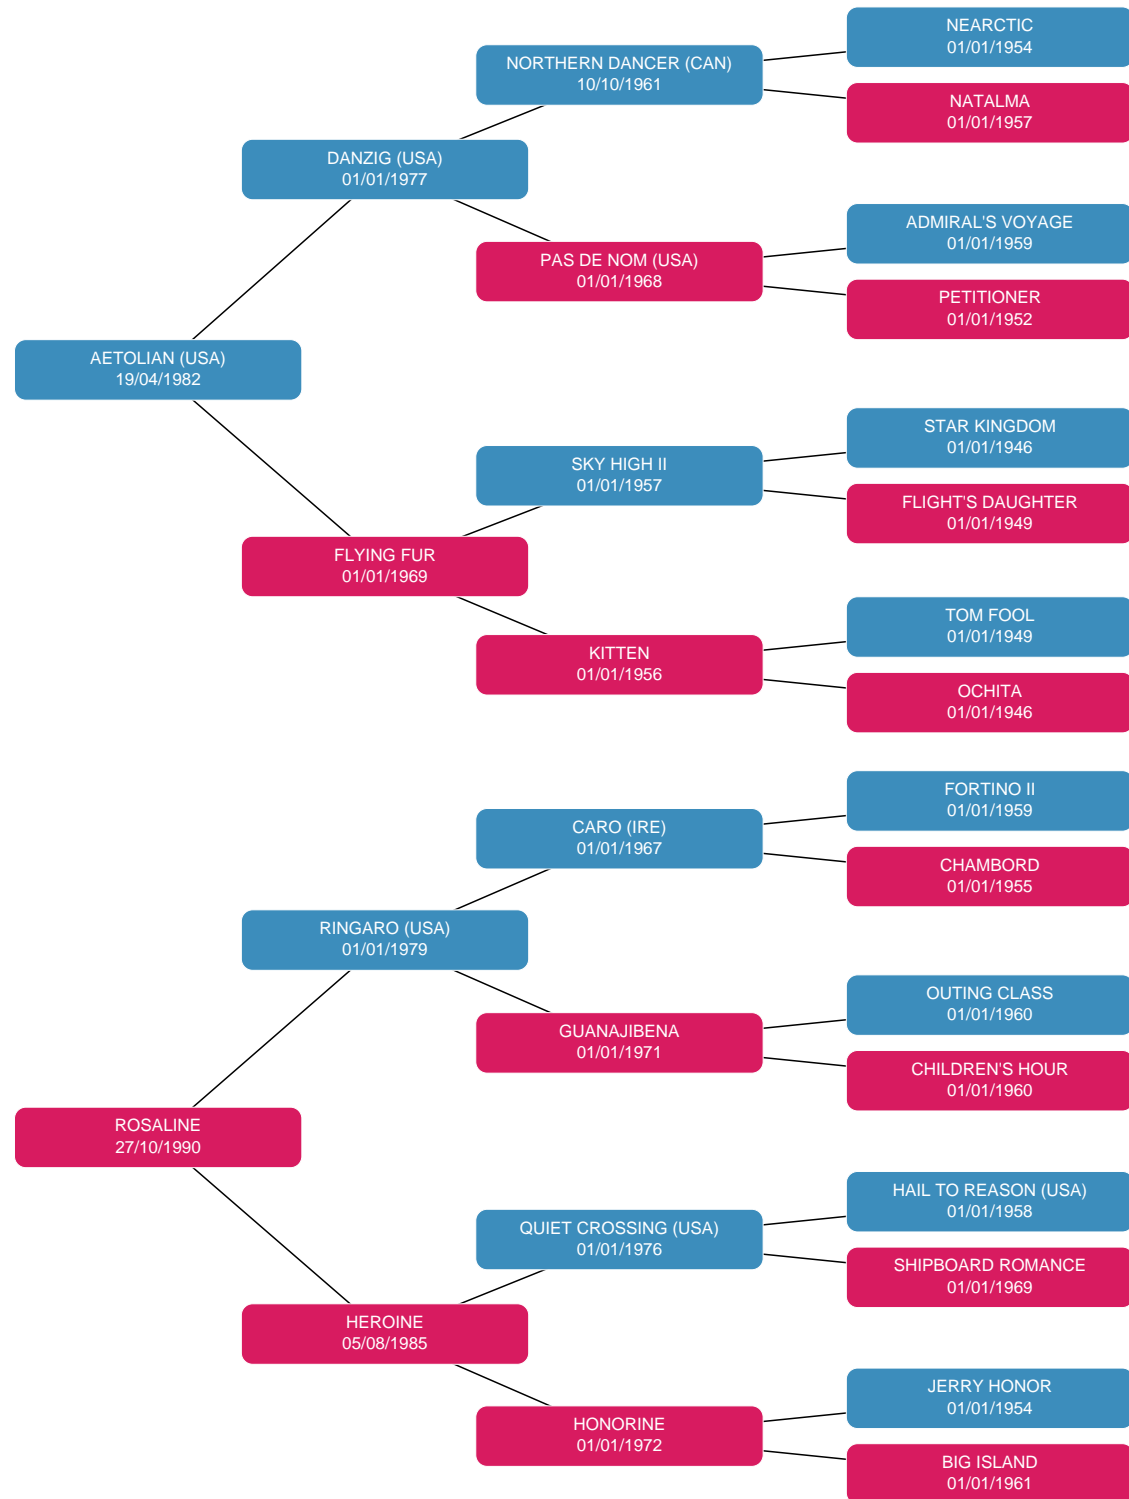 NEARCTIC
01/01/1954
NORTHERN DANCER (CAN)
10/10/1961
NATALMA
01/01/1957
DANZIG (USA)
01/01/1977
ADMIRAL'S VOYAGE
01/01/1959
PAS DE NOM (USA)
01/01/1968
PETITIONER
01/01/1952
AETOLIAN (USA)
19/04/1982
STAR KINGDOM
01/01/1946
SKY HIGH II
01/01/1957
FLIGHT'S DAUGHTER
01/01/1949
FLYING FUR
01/01/1969
TOM FOOL
01/01/1949
KITTEN
01/01/1956
OCHITA
01/01/1946
FORTINO II
01/01/1959
CARO (IRE)
01/01/1967
CHAMBORD
01/01/1955
RINGARO (USA)
01/01/1979
OUTING CLASS
01/01/1960
GUANAJIBENA
01/01/1971
CHILDREN'S HOUR
01/01/1960
ROSALINE
27/10/1990
HAIL TO REASON (USA)
01/01/1958
QUIET CROSSING (USA)
01/01/1976
SHIPBOARD ROMANCE
01/01/1969
HEROINE
05/08/1985
JERRY HONOR
01/01/1954
HONORINE
01/01/1972
BIG ISLAND
01/01/1961